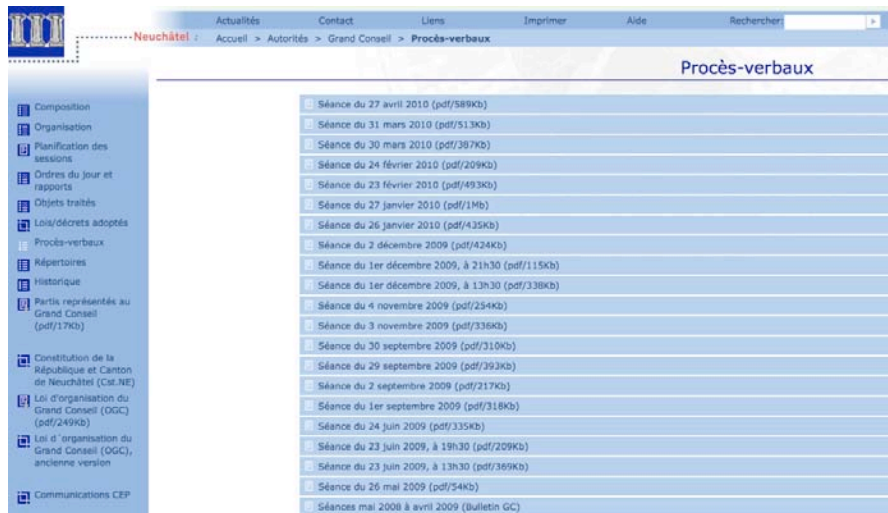 Actualités Contact Liens Imprimer Aide Rechercher:
Neuchâtel :
Accueil > Autorités > Grand Conseil > Procès-verbaux
Procès-verbaux
Composition
Organisation
Planification des
sessions
Ordres du jour et
rapports
Objets traités
Lois/décrets adoptés
Procès-verbaux
Répertoires
Historique
Partis représentés au
Grand Conseil
(pdf/17Kb)
Constitution de la
République et Canton
de Neuchâtel (Cst.NE)
Loi d'organisation du
Grand Conseil (OGC)
(pdf/249Kb)
Loi d´organisation du
Grand Conseil (OGC),
ancienne version
Communications CEP
Séance du 27 avril 2010 (pdf/589Kb)
Séance du 31 mars 2010 (pdf/513Kb)
Séance du 30 mars 2010 (pdf/387Kb)
Séance du 24 février 2010 (pdf/209Kb)
Séance du 23 février 2010 (pdf/493Kb)
Séance du 27 janvier 2010 (pdf/1Mb)
Séance du 26 janvier 2010 (pdf/435Kb)
Séance du 2 décembre 2009 (pdf/424Kb)
Séance du 1er décembre 2009, à 21h30 (pdf/115Kb)
Séance du 1er décembre 2009, à 13h30 (pdf/338Kb)
Séance du 4 novembre 2009 (pdf/254Kb)
Séance du 3 novembre 2009 (pdf/336Kb)
Séance du 30 septembre 2009 (pdf/310Kb)
Séance du 29 septembre 2009 (pdf/393Kb)
Séance du 2 septembre 2009 (pdf/217Kb)
Séance du 1er septembre 2009 (pdf/318Kb)
Séance du 24 juin 2009 (pdf/335Kb)
Séance du 23 juin 2009, à 19h30 (pdf/209Kb)
Séance du 23 juin 2009, à 13h30 (pdf/369Kb)
Séance du 26 mai 2009 (pdf/54Kb)
Séances mai 2008 à avril 2009 (Bulletin GC)